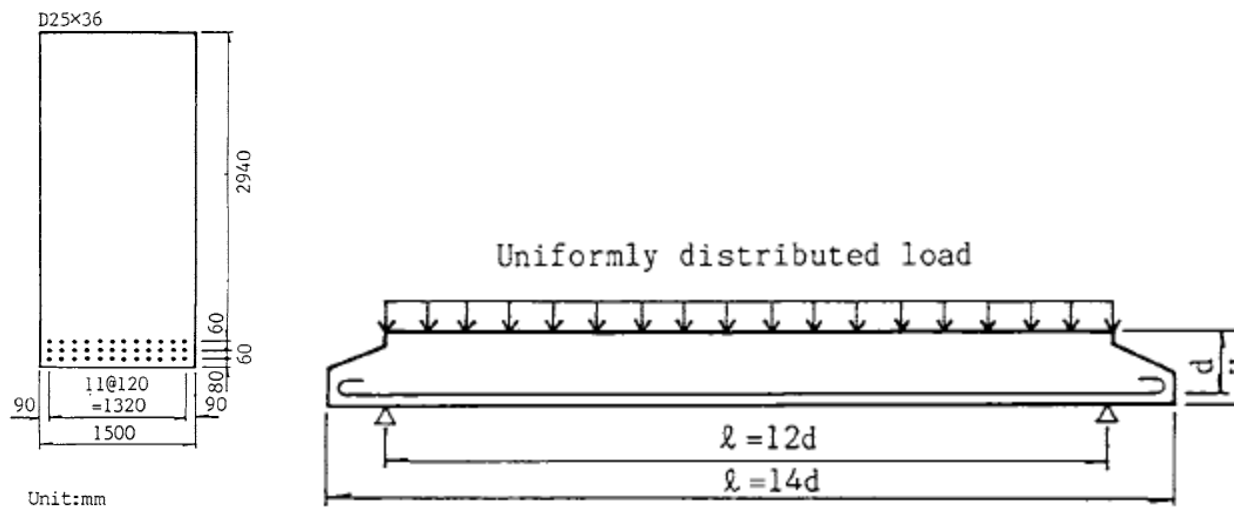 D25×36
2940
60
60
80
11@120
=1320
90
90
1500
Unit:mm
Uniformly distributed load
d
ℓ=12d
ℓ=14d